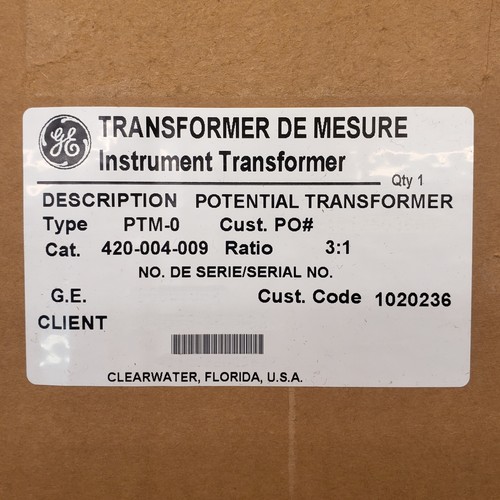 GE
TRANSFORMER DE MESURE
Instrument Transformer
Qty 1
DESCRIPTION POTENTIAL TRANSFORMER
Type PTM-0 Cust. PO#
Cat. 420-004-009 Ratio 3:1
NO. DE SERIE/SERIAL NO.
G.E. Cust. Code 1020236
CLIENT
CLEARWATER, FLORIDA, U.S.A.